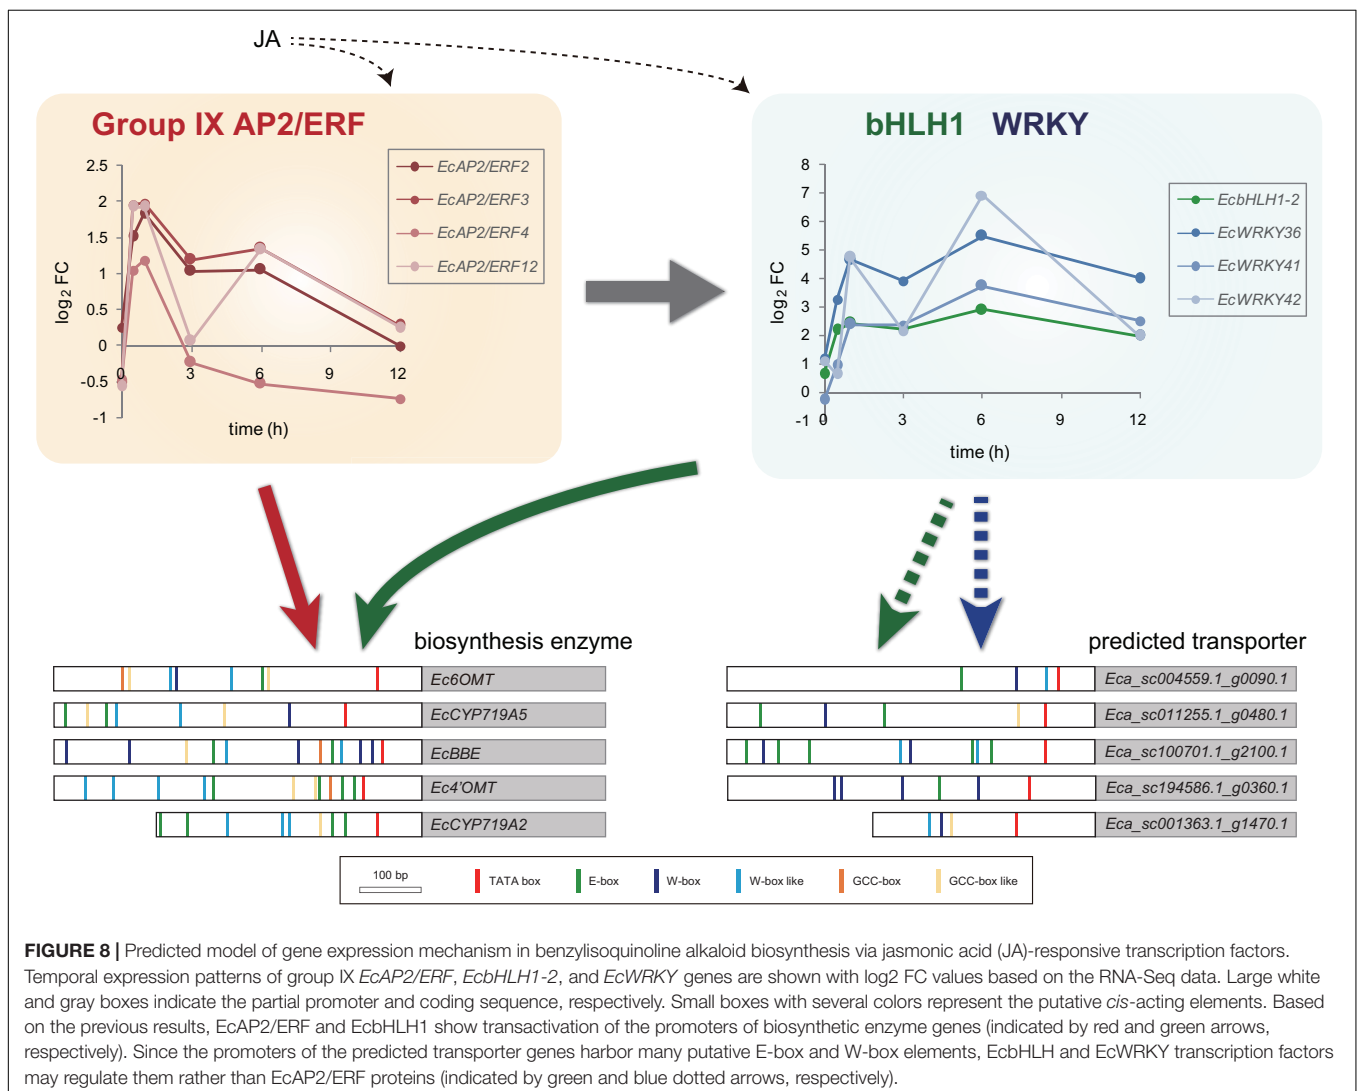 JA
Group IX AP2/ERF
2.5
2
1.5
1
0.5
0
-0.5
-1
log2 FC
0 3 6 9 12
time (h)
EcAP2/ERF2
EcAP2/ERF3
EcAP2/ERF4
EcAP2/ERF12
bHLH1 WRKY
8
7
6
5
4
3
2
1
0
-1
log2 FC
0 3 6 9 12
time (h)
EcbHLH1-2
EcWRKY36
EcWRKY41
EcWRKY42
biosynthesis enzyme
Ec6OMT
EcCYP719A5
EcBBE
Ec4'OMT
EcCYP719A2
predicted transporter
Eca_sc004559.1_g0090.1
Eca_sc011255.1_g0480.1
Eca_sc100701.1_g2100.1
Eca_sc194586.1_g0360.1
Eca_sc001363.1_g1470.1
100 bp TATA box E-box W-box W-box like GCC-box GCC-box like
FIGURE 8 | Predicted model of gene expression mechanism in benzylisoquinoline alkaloid biosynthesis via jasmonic acid (JA)-responsive transcription factors.
Temporal expression patterns of group IX EcAP2/ERF, EcbHLH1-2, and EcWRKY genes are shown with log2 FC values based on the RNA-Seq data. Large white
and gray boxes indicate the partial promoter and coding sequence, respectively. Small boxes with several colors represent the putative cis-acting elements. Based
on the previous results, EcAP2/ERF and EcbHLH1 show transactivation of the promoters of biosynthetic enzyme genes (indicated by red and green arrows,
respectively). Since the promoters of the predicted transporter genes harbor many putative E-box and W-box elements, EcbHLH and EcWRKY transcription factors
may regulate them rather than EcAP2/ERF proteins (indicated by green and blue dotted arrows, respectively).